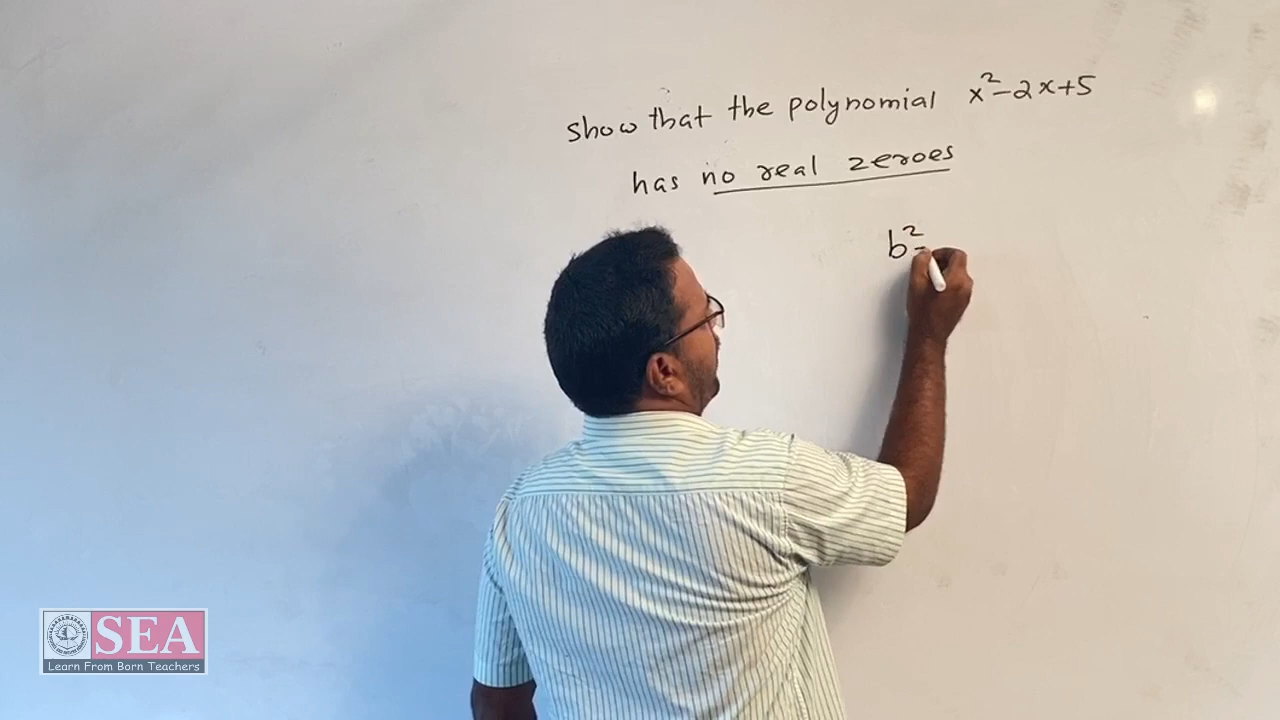 show that the polynomial x²-2x+5
has no real zeroes
b²-
SEA
Learn From Born Teachers